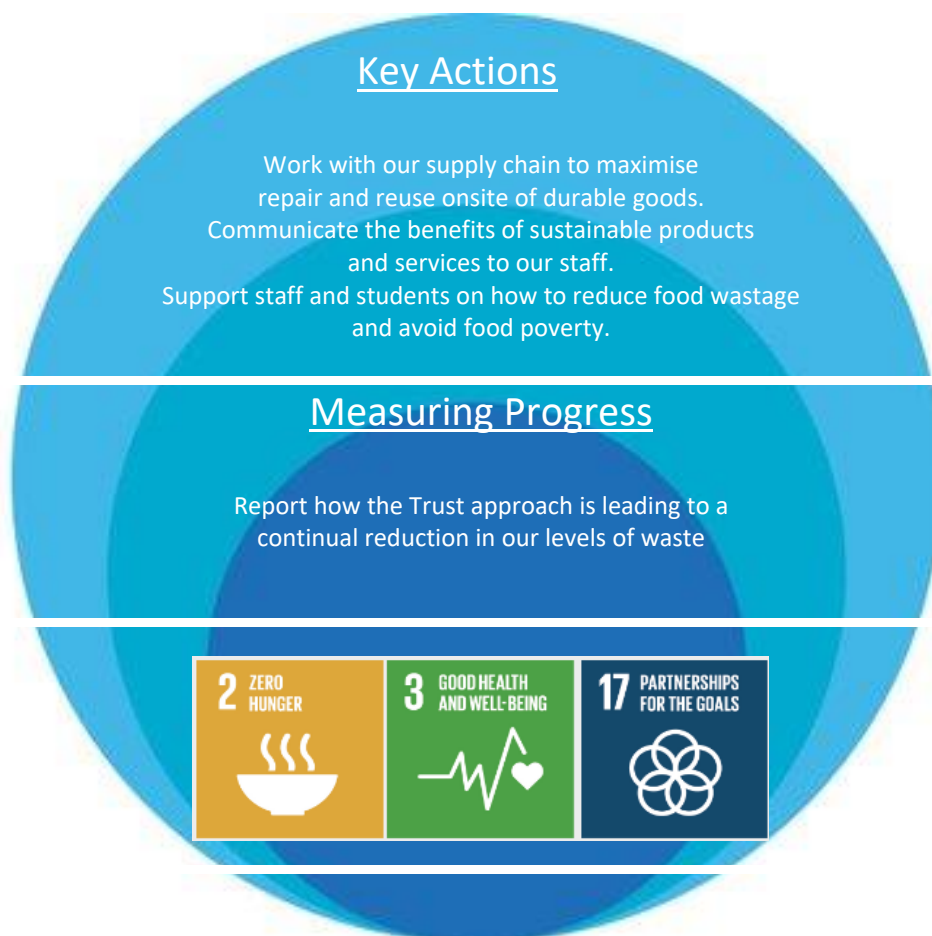 Key Actions
Work with our supply chain to maximise
repair and reuse onsite of durable goods.
Communicate the benefits of sustainable products
and services to our staff.
Support staff and students on how to reduce food wastage
and avoid food poverty.
Measuring Progress
Report how the Trust approach is leading to a
continual reduction in our levels of waste
2 ZERO
HUNGER
3 GOOD HEALTH
AND WELL-BEING
17 PARTNERSHIPS
FOR THE GOALS